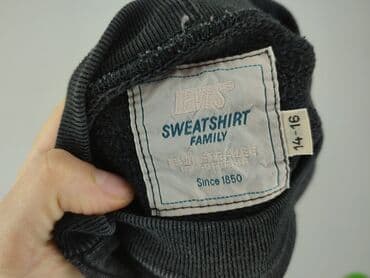 Levi's
SWEATSHIRT
FAMILY
Since 1850
14-16